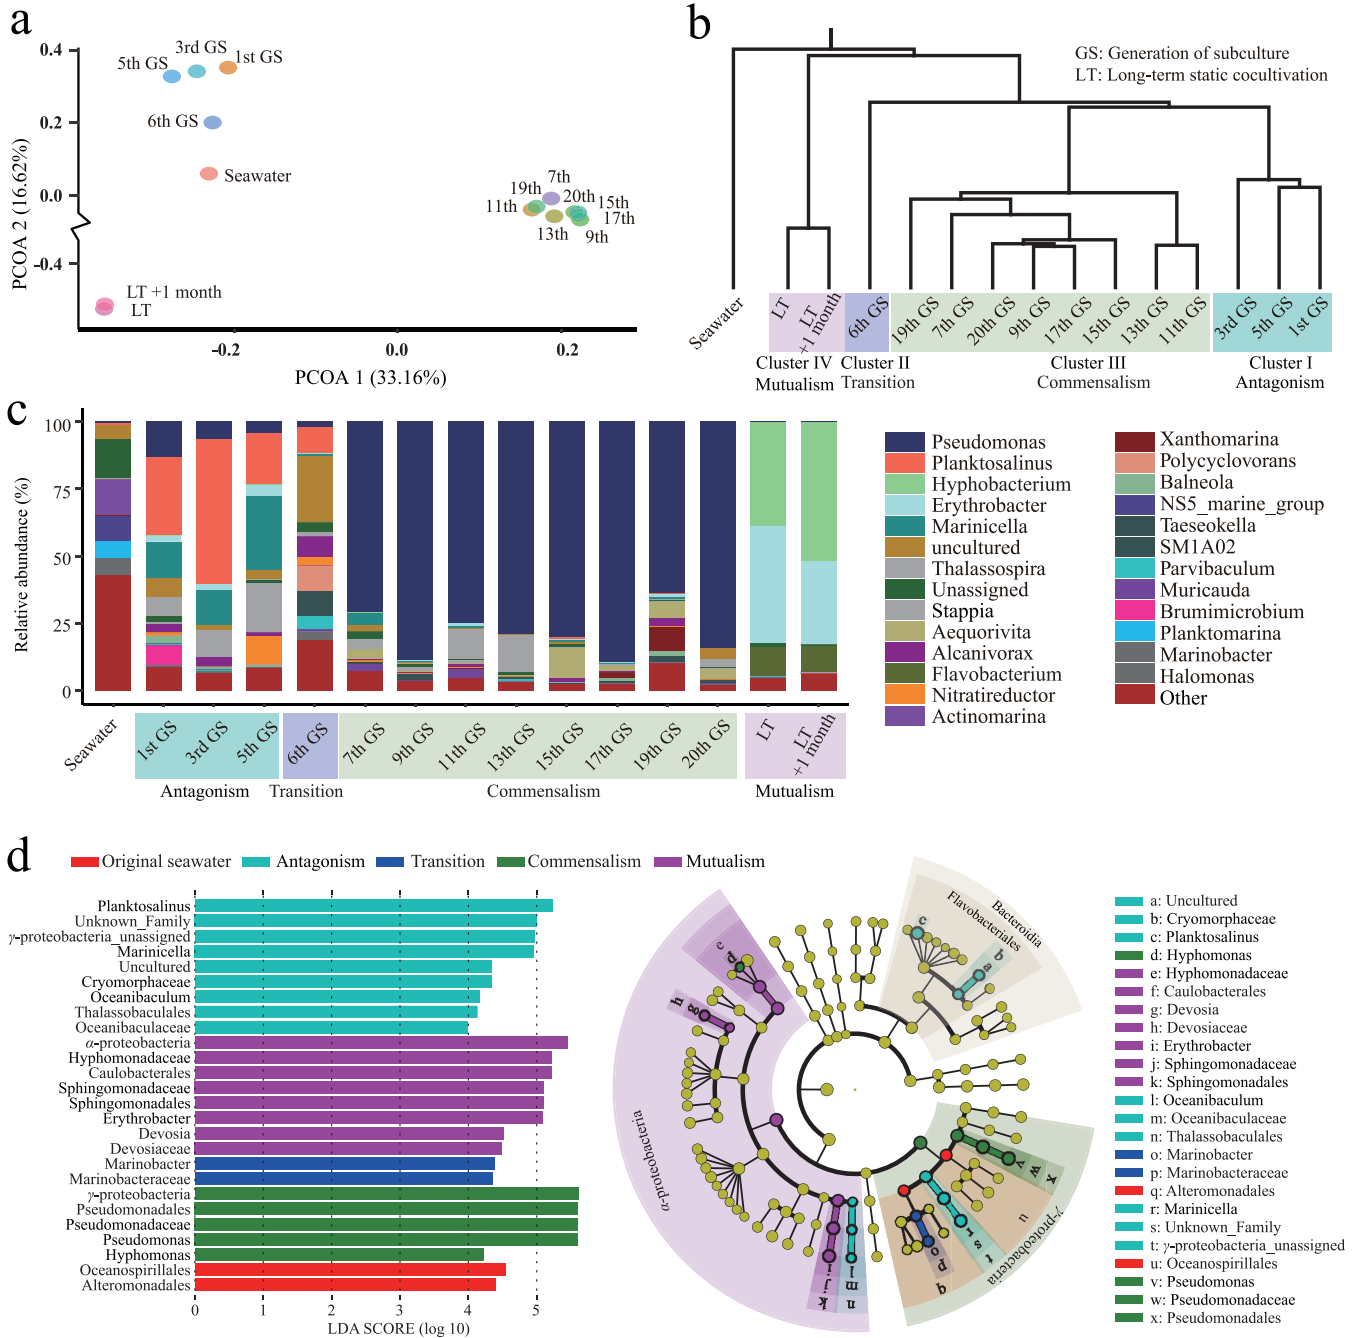 a
0.4
0.2
0.0
-0.4
-0.2
0.0
0.2
PCOA 2 (16.62%)
PCOA 1 (33.16%)
3rd GS
5th GS
1st GS
6th GS
Seawater
7th
19th
20th
15th
11th
17th
13th
9th
LT +1 month
LT
b
GS: Generation of subculture
LT: Long-term static cocultivation
Seawater
LT
LT
+1 month
6th GS
19th GS
7th GS
20th GS
9th GS
17th GS
15th GS
13th GS
11th GS
3rd GS
5th GS
1st GS
Cluster IV
Mutualism
Cluster II
Transition
Cluster III
Commensalism
Cluster I
Antagonism
c
Relative abundance (%)
100
75
50
25
0
Seawater
1st GS
3rd GS
5th GS
6th GS
7th GS
9th GS
11th GS
13th GS
15th GS
17th GS
19th GS
20th GS
LT
LT
+1 month
Antagonism
Transition
Commensalism
Mutualism
Pseudomonas
Planktosalinus
Hyphobacterium
Erythrobacter
Marinicella
uncultured
Thalassospira
Unassigned
Stappia
Aequorivita
Alcanivorax
Flavobacterium
Nitratireductor
Actinomarina
Xanthomarina
Polycyclovorans
Balneola
NS5_marine_group
Taeseokella
SM1A02
Parvibaculum
Muricauda
Brumimicrobium
Planktomarina
Marinobacter
Halomonas
Other
d
Original seawater
Antagonism
Transition
Commensalism
Mutualism
Planktosalinus
Unknown_Family
γ-proteobacteria_unassigned
Marinicella
Uncultured
Cryomorphaceae
Oceanibaculum
Thalassobaculales
Oceanibaculaceae
α-proteobacteria
Hyphomonadaceae
Caulobacterales
Sphingomonadaceae
Sphingomonadales
Erythrobacter
Devosia
Devosiaceae
Marinobacter
Marinobacteraceae
γ-proteobacteria
Pseudomonadales
Pseudomonadaceae
Pseudomonas
Hyphomonas
Oceanospirillales
Alteromonadales
0
1
2
3
4
5
LDA SCORE (log 10)
Bacteroidia
Flavobacteriales
c
b
a
e
d
h
g
α-proteobacteria
k
j
i
n
m
l
γ-proteobacteria
v
w
x
u
r
s
t
o
p
q
a: Uncultured
b: Cryomorphaceae
c: Planktosalinus
d: Hyphomonas
e: Hyphomonadaceae
f: Caulobacterales
g: Devosia
h: Devosiaceae
i: Erythrobacter
j: Sphingomonadaceae
k: Sphingomonadales
l: Oceanibaculum
m: Oceanibaculaceae
n: Thalassobaculales
o: Marinobacter
p: Marinobacteraceae
q: Alteromonadales
r: Marinicella
s: Unknown_Family
t: γ-proteobacteria_unassigned
u: Oceanospirillales
v: Pseudomonas
w: Pseudomonadaceae
x: Pseudomonadales